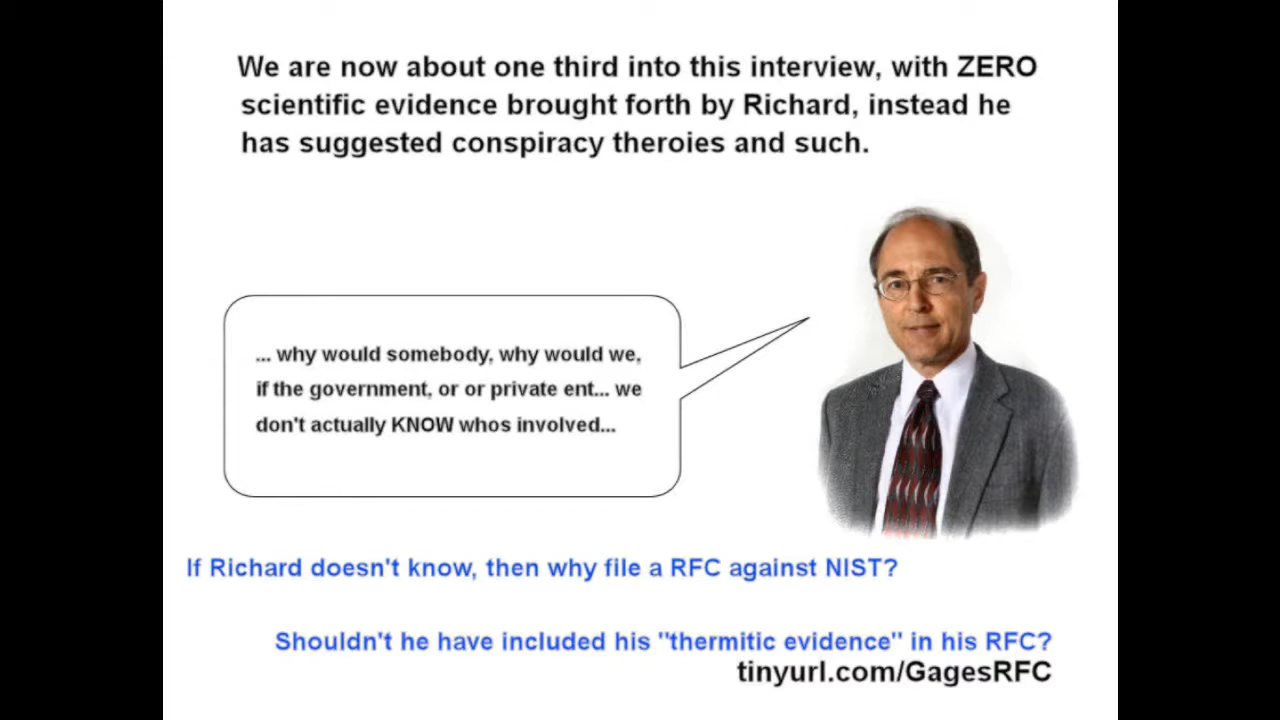 We are now about one third into this interview, with ZERO
scientific evidence brought forth by Richard, instead he
has suggested conspiracy theroies and such.
... why would somebody, why would we,
if the government, or or private ent... we
don't actually KNOW whos involved...
If Richard doesn't know, then why file a RFC against NIST?
Shouldn't he have included his "thermitic evidence" in his RFC?
tinyurl.com/GagesRFC